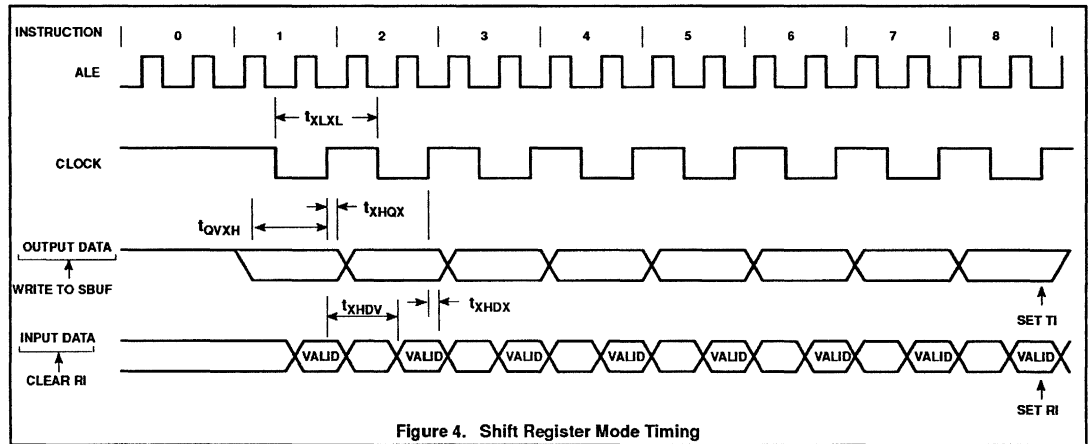 INSTRUCTION | 0 | 1 | 2 | 3 | 4 | 5 | 6 | 7 | 8 |
ALE
tXLXL
CLOCK
tQVXH
tXHQX
OUTPUT DATA
WRITE TO SBUF
tXHDV
tXHDX
SET TI
INPUT DATA
VALID VALID VALID VALID VALID VALID VALID VALID
CLEAR RI
SET RI
Figure 4. Shift Register Mode Timing